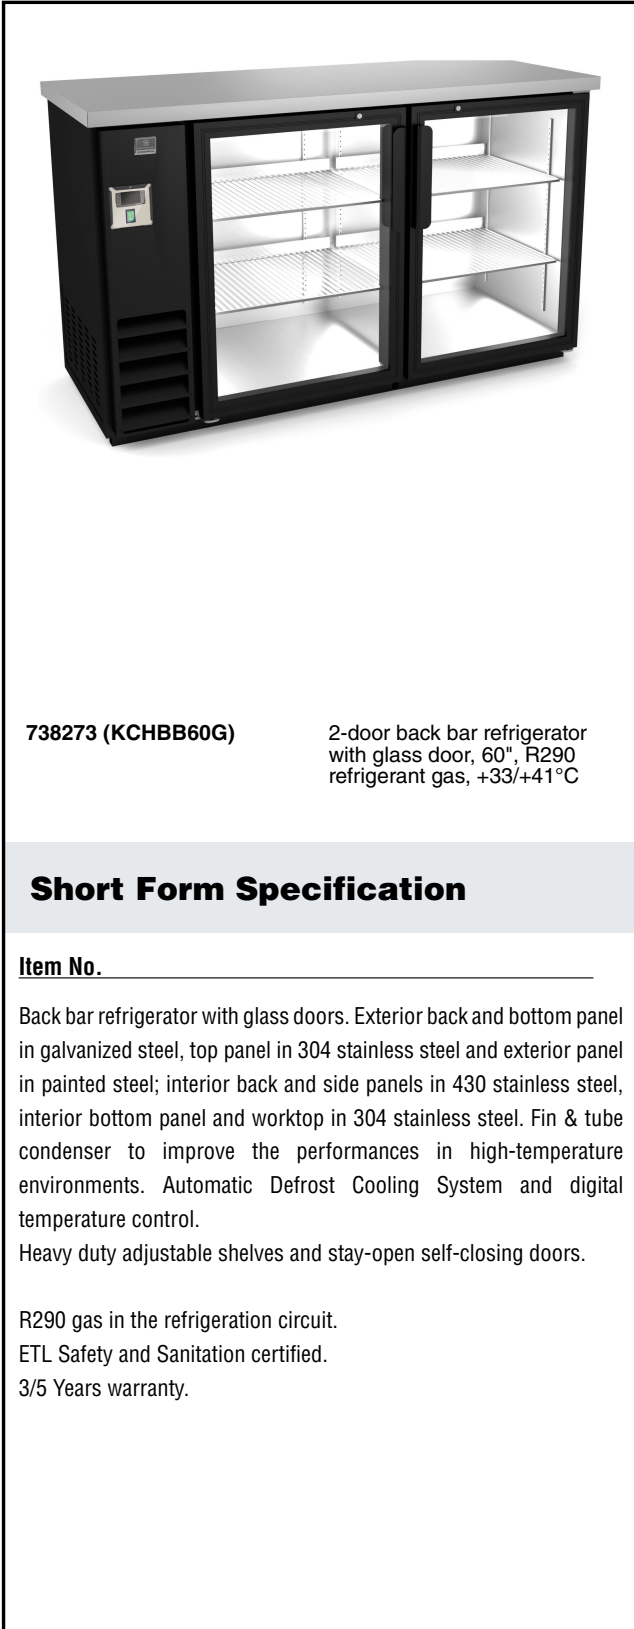 738273 (KCHBB60G)
2-door back bar refrigerator
with glass door, 60", R290
refrigerant gas, +33/+41°C
Short Form Specification
Item No.
Back bar refrigerator with glass doors. Exterior back and bottom panel
in galvanized steel, top panel in 304 stainless steel and exterior panel
in painted steel; interior back and side panels in 430 stainless steel,
interior bottom panel and worktop in 304 stainless steel. Fin & tube
condenser to improve the performances in high-temperature
environments. Automatic Defrost Cooling System and digital
temperature control.
Heavy duty adjustable shelves and stay-open self-closing doors.
R290 gas in the refrigeration circuit.
ETL Safety and Sanitation certified.
3/5 Years warranty.